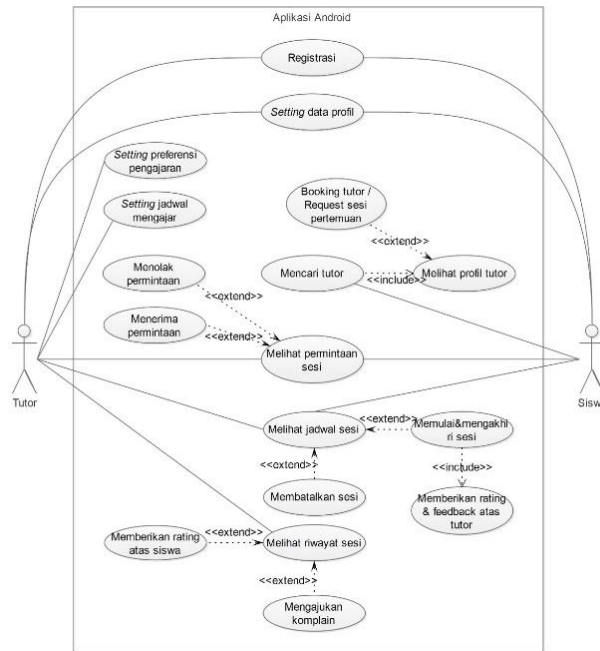 Aplikasi Android
Registrasi
Setting data profil
Setting preferensi
pengajaran
Setting jadwal
mengajar
Booking tutor /
Request sesi
pertemuan
<<extend>>
Menolak
permintaan
Mencari tutor
<<include>>
Melihat profil tutor
<<extend>>
Menerima
permintaan
<<extend>>
Melihat permintaan
sesi
Tutor
Sisw
Melihat jadwal sesi
<<extend>>
Memulai&mengakhi
ri sesi
<<extend>>
<<include>>
Membatalkan sesi
Memberikan rating
& feedback atas
tutor
Memberikan rating
atas siswa
<<extend>>
Melihat riwayat sesi
<<extend>>
Mengajukan
komplain